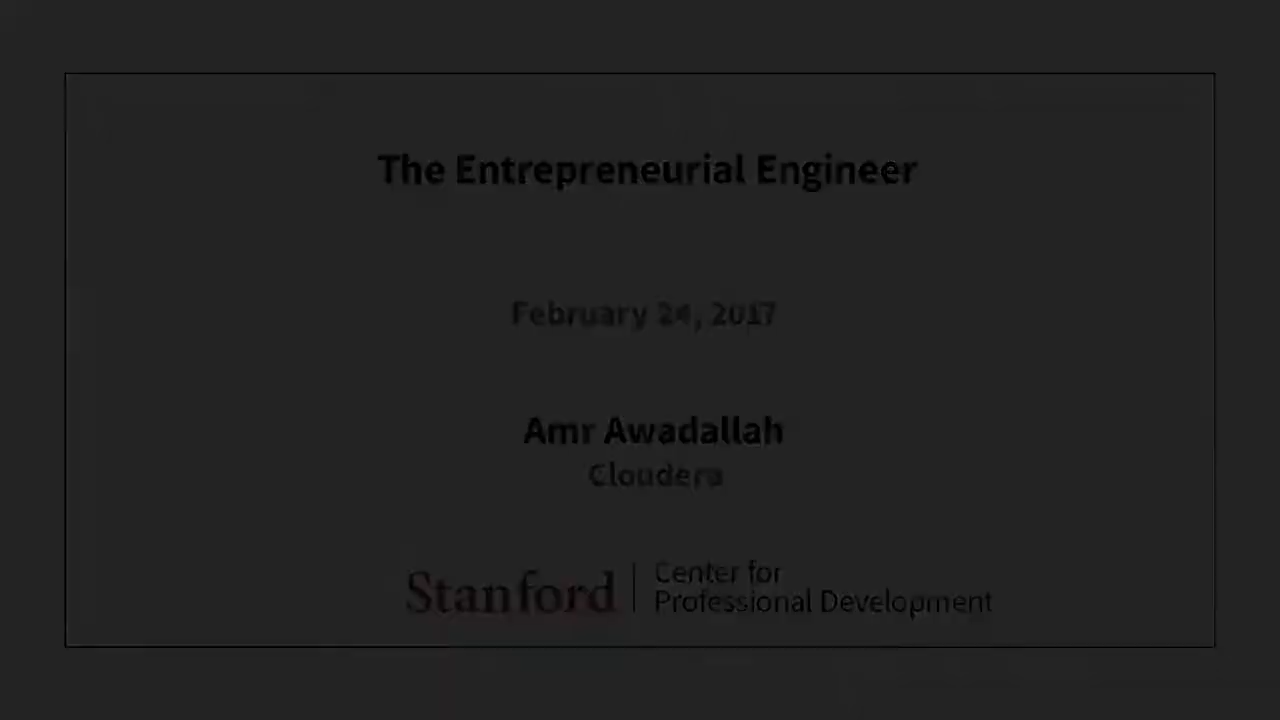 The Entrepreneurial Engineer
February 24, 2017
Amr Awadallah
Cloudera
Stanford
Center for
Professional Development